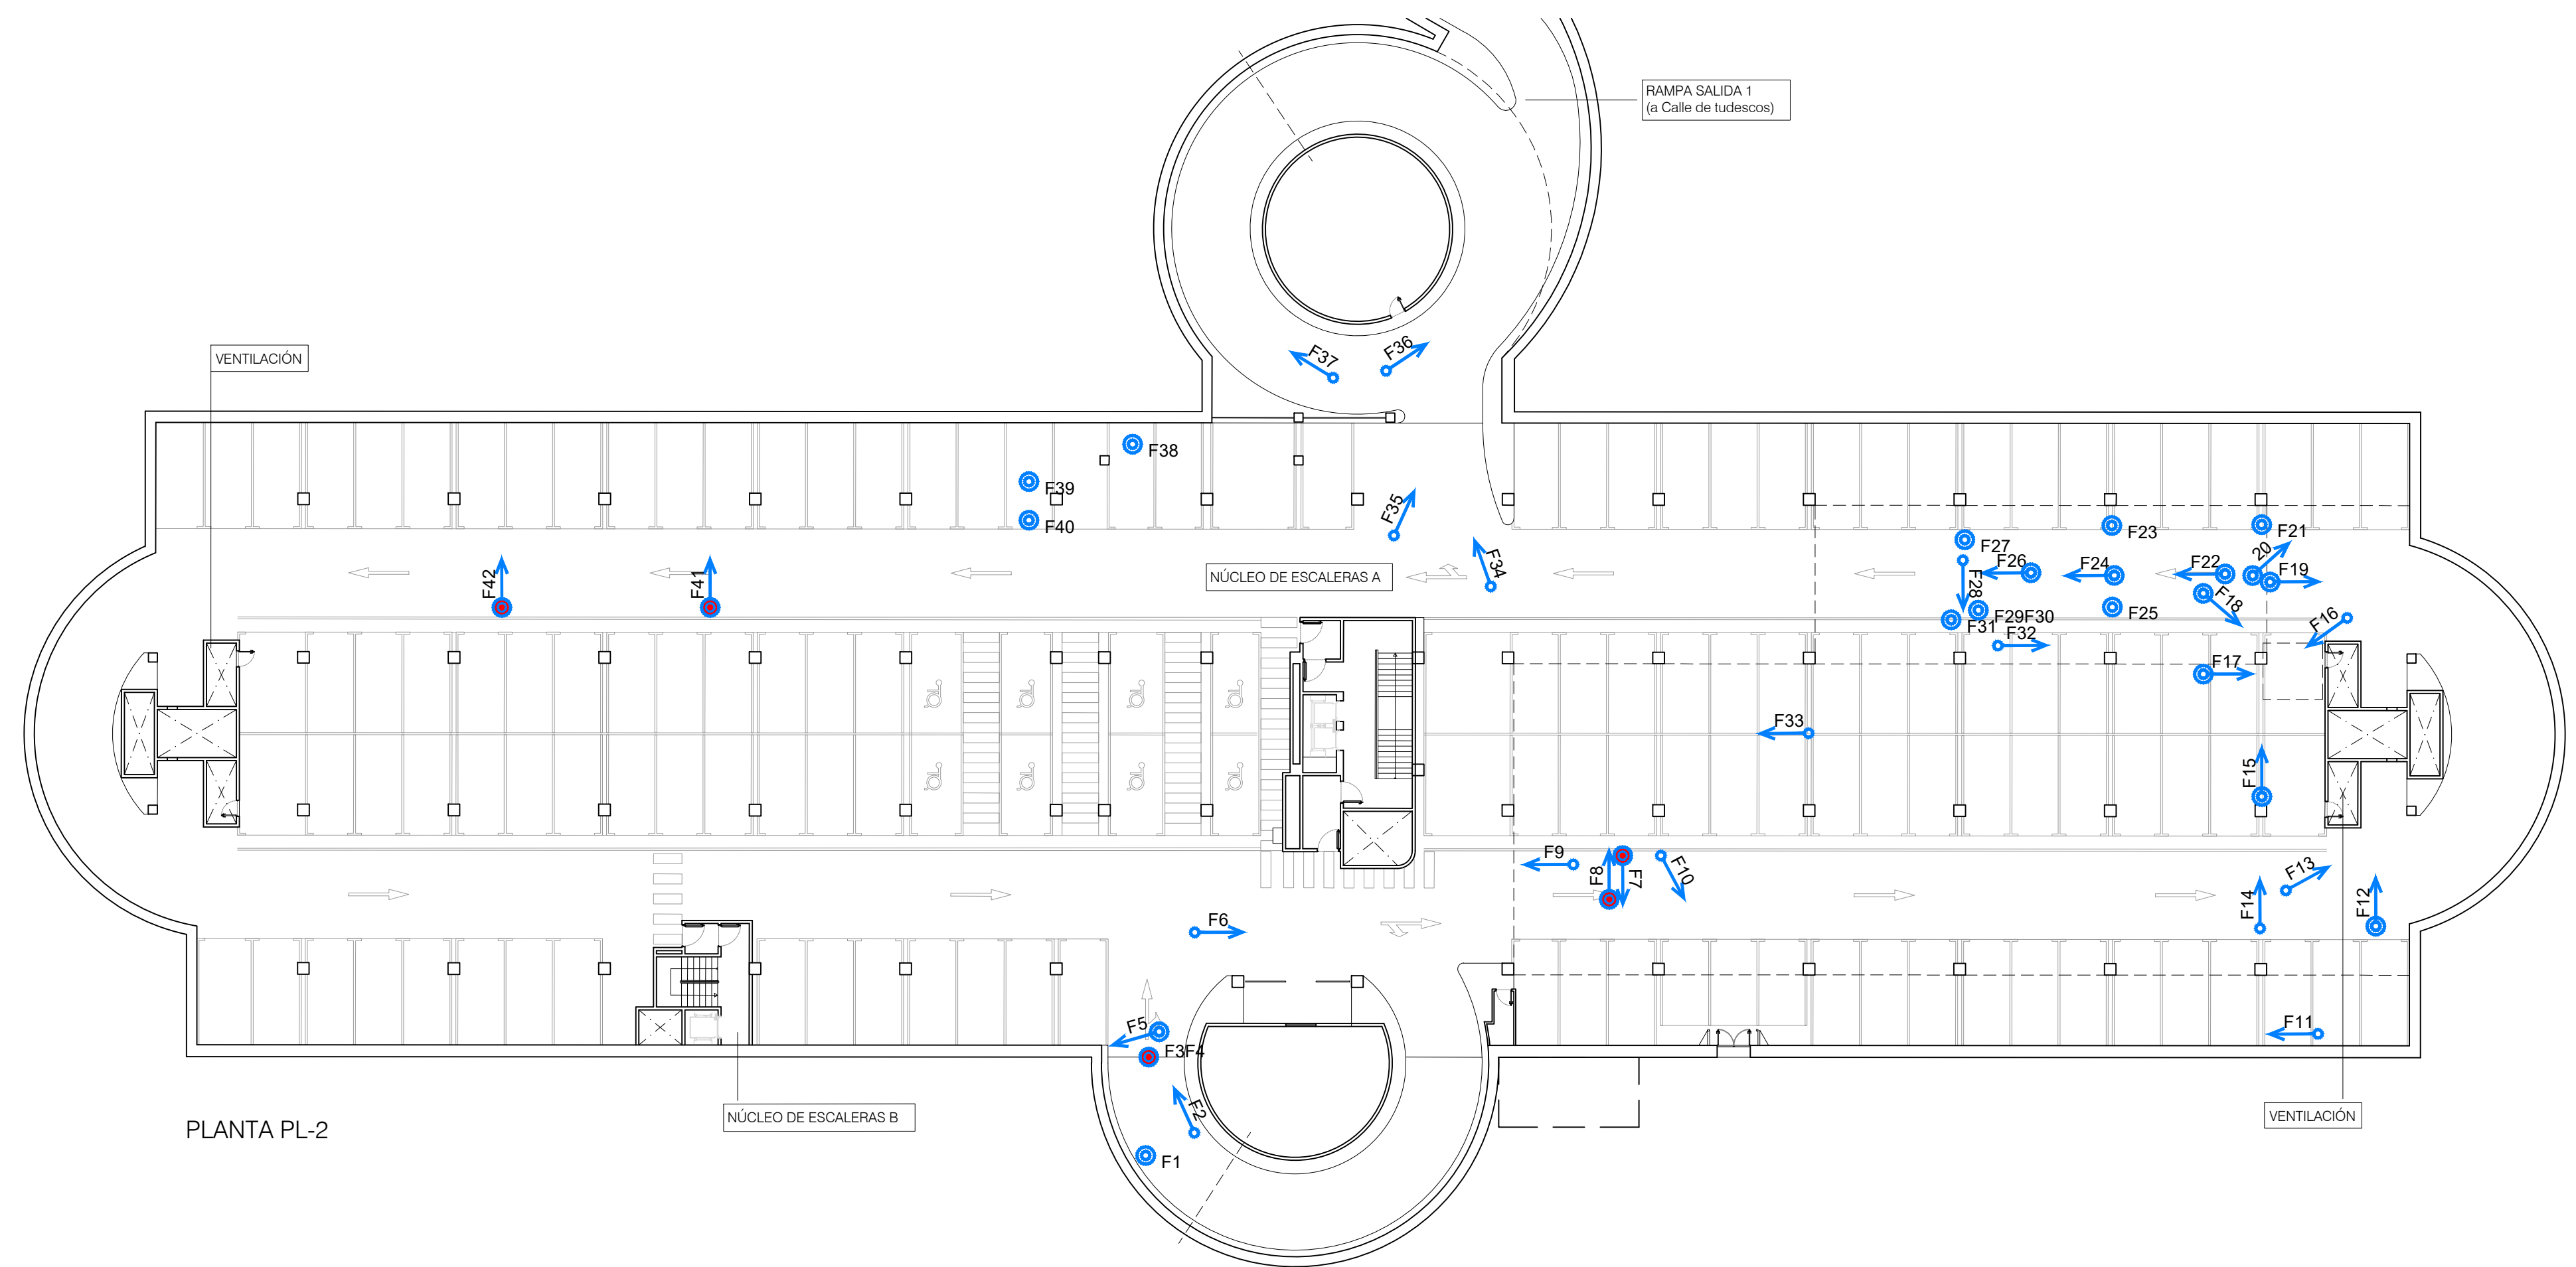 RAMPA SALIDA 1
(a Calle de tudescos)
F37
F36
VENTILACIÓN
F38
F39
F40
F35
F34
F42
F41
NÚCLEO DE ESCALERAS A
F27
F26
F28
F23
F24
F25
F21
20
F22
F19
F18
F16
F29F30
F31
F32
F17
F33
F15
F9
F8
F7
F10
F13
F14
F12
F6
F5
F3F4
F11
F2
F1
NÚCLEO DE ESCALERAS B
VENTILACIÓN
PLANTA PL-2